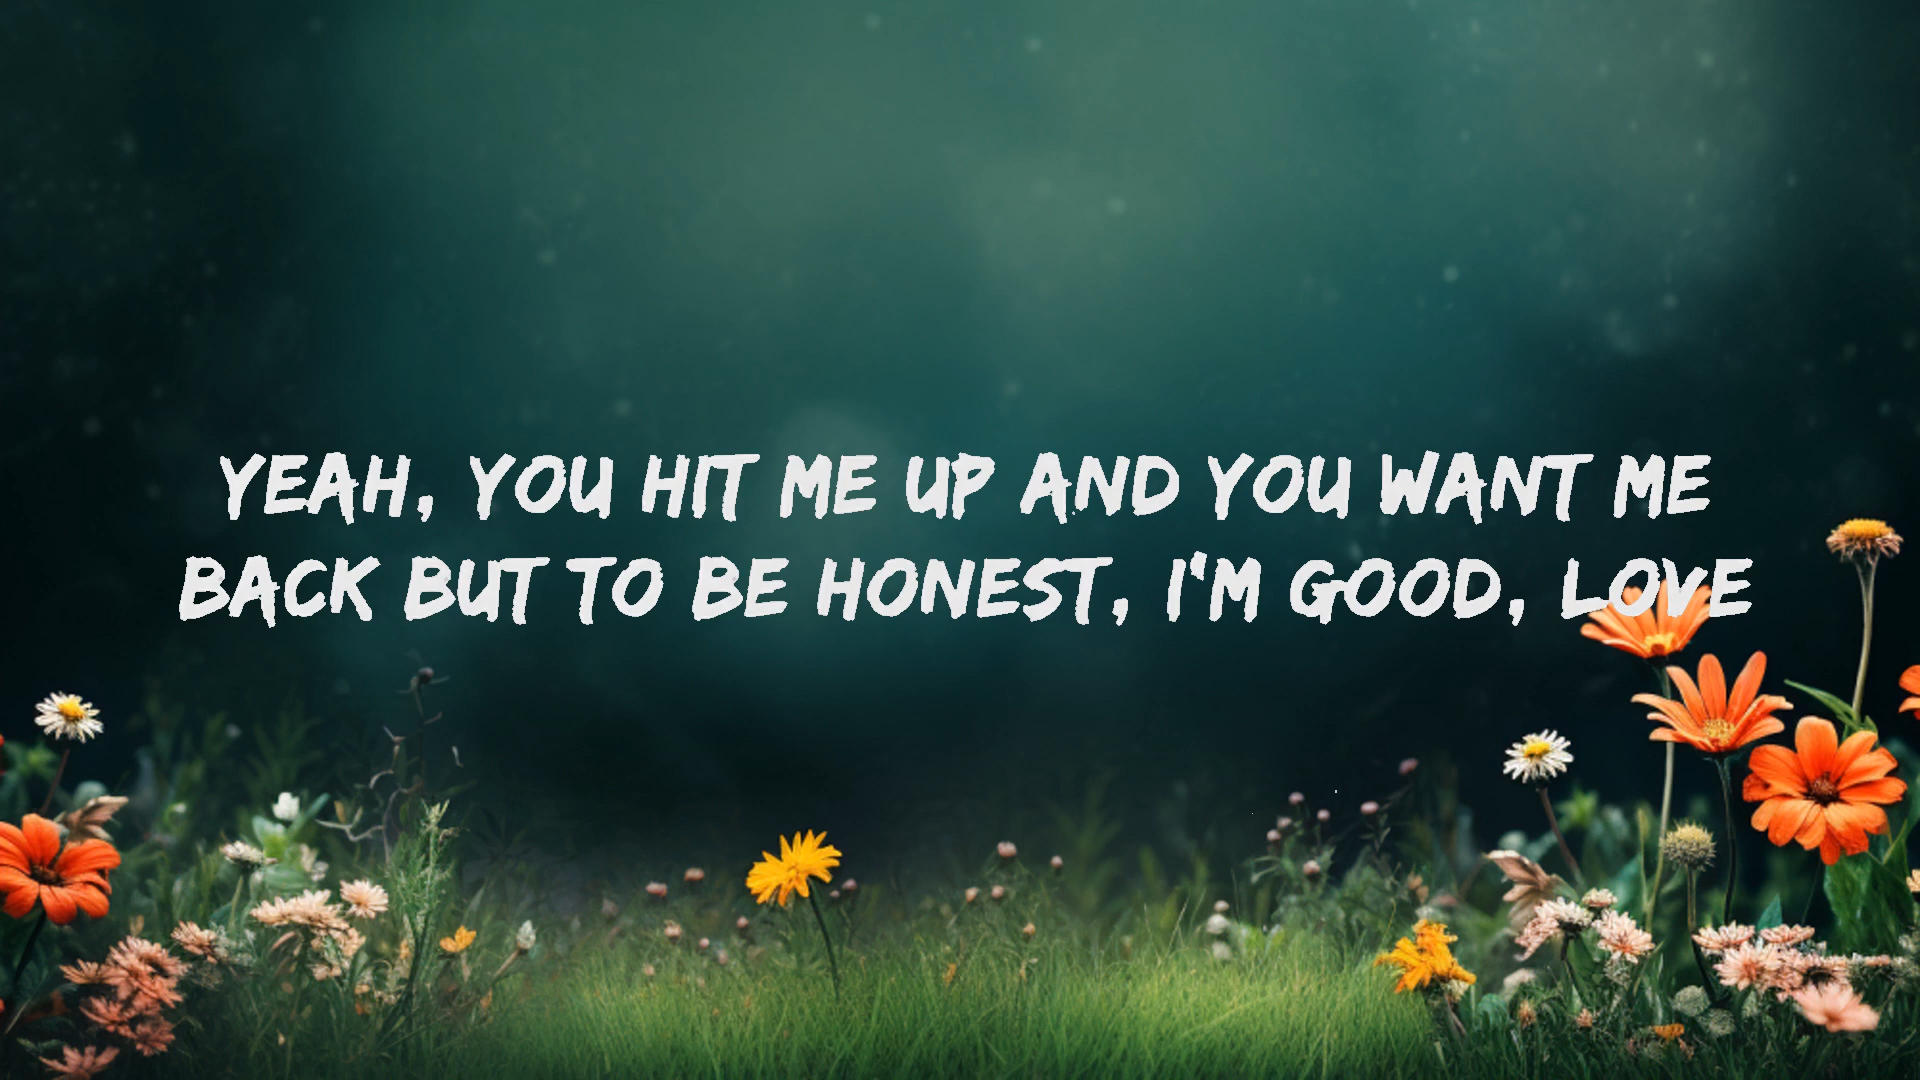 YEAH, YOU HIT ME UP AND YOU WANT ME
BACK BUT TO BE HONEST, I'M GOOD, LOVE